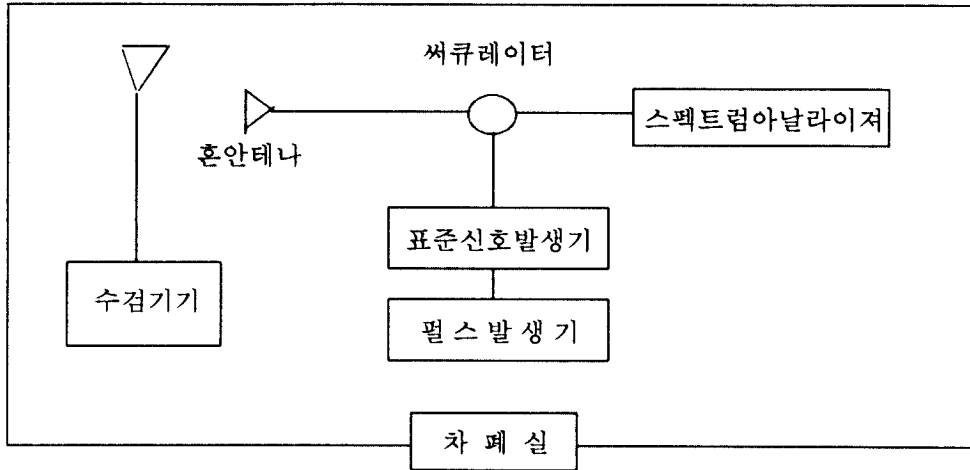 써큐레이터
스펙트럼아날라이져
혼안테나
표준신호발생기
수검기기
펄스발생기
차폐실